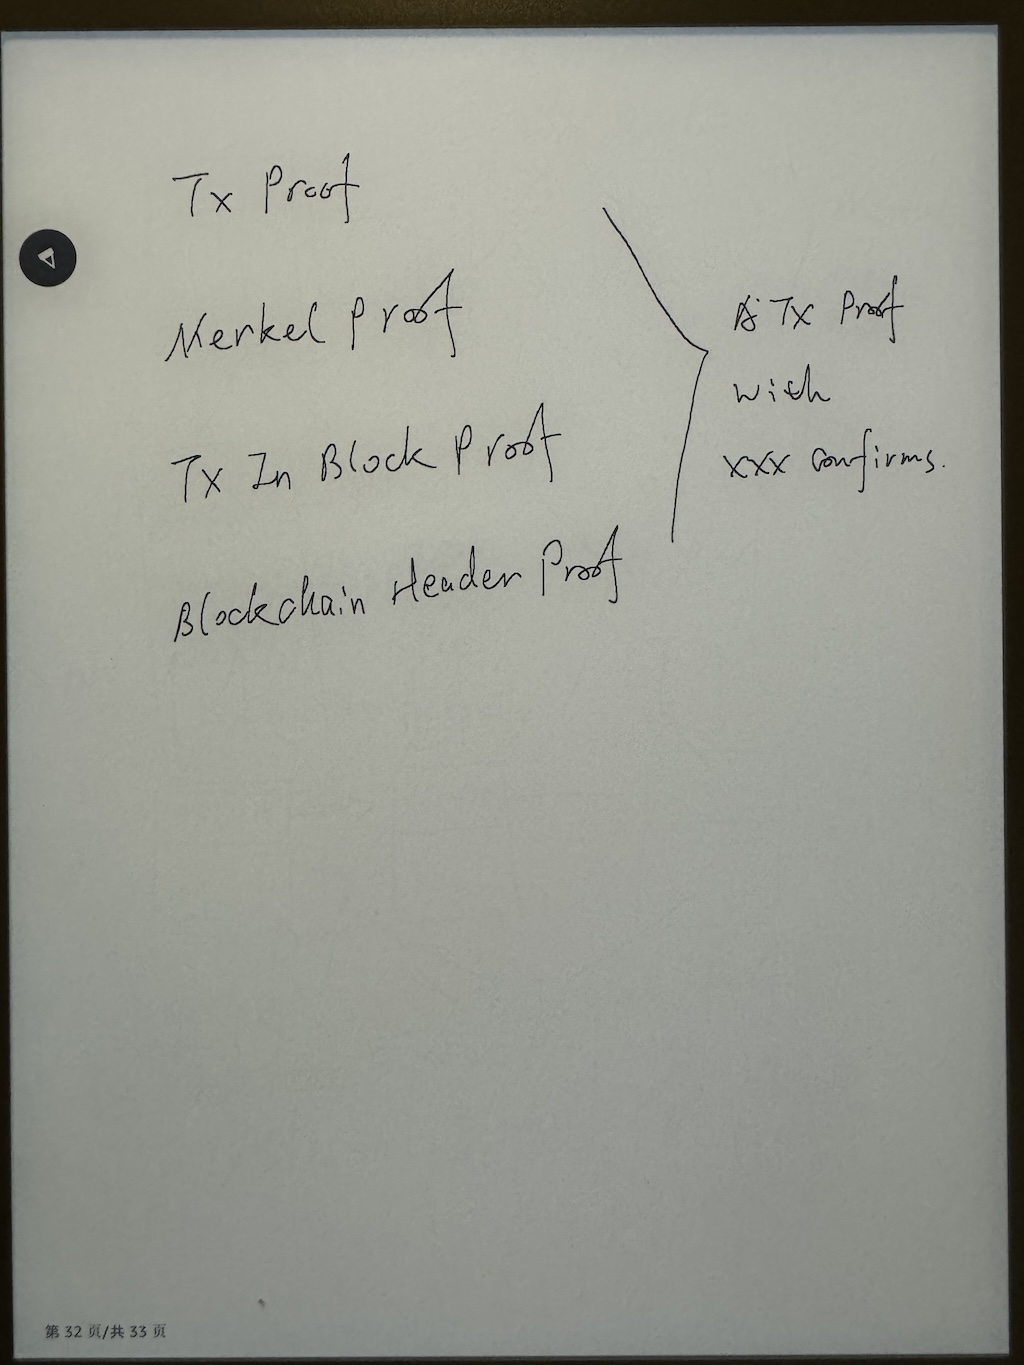 Tx Proof
Merkel Proof
Tx In Block Proof
Blockchain Header Proof
A Tx Proof
with
xxx confirms.
第 32 页/共 33 页